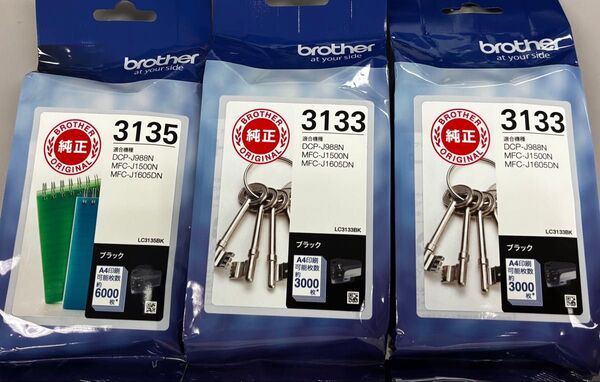 brother
at your side
BROTHER
純正
ORIGINAL
3135
適合機種
DCP-J988N
MFC-J1500N
MFC-J1605DN
LC3135BK
ブラック
A4印刷
可能枚数
約
6000
枚*
brother
at your side
BROTHER
純正
ORIGINAL
3133
適合機種
DCP-J988N
MFC-J1500N
MFC-J1605DN
LC3133BK
ブラック
A4印刷
可能枚数
約
3000
枚*
brother
at your side
BROTHER
純正
ORIGINAL
3133
適合機種
DCP-J988N
MFC-J1500N
MFC-J1605DN
LC3133BK
ブラック
A4印刷
可能枚数
約
3000
枚*